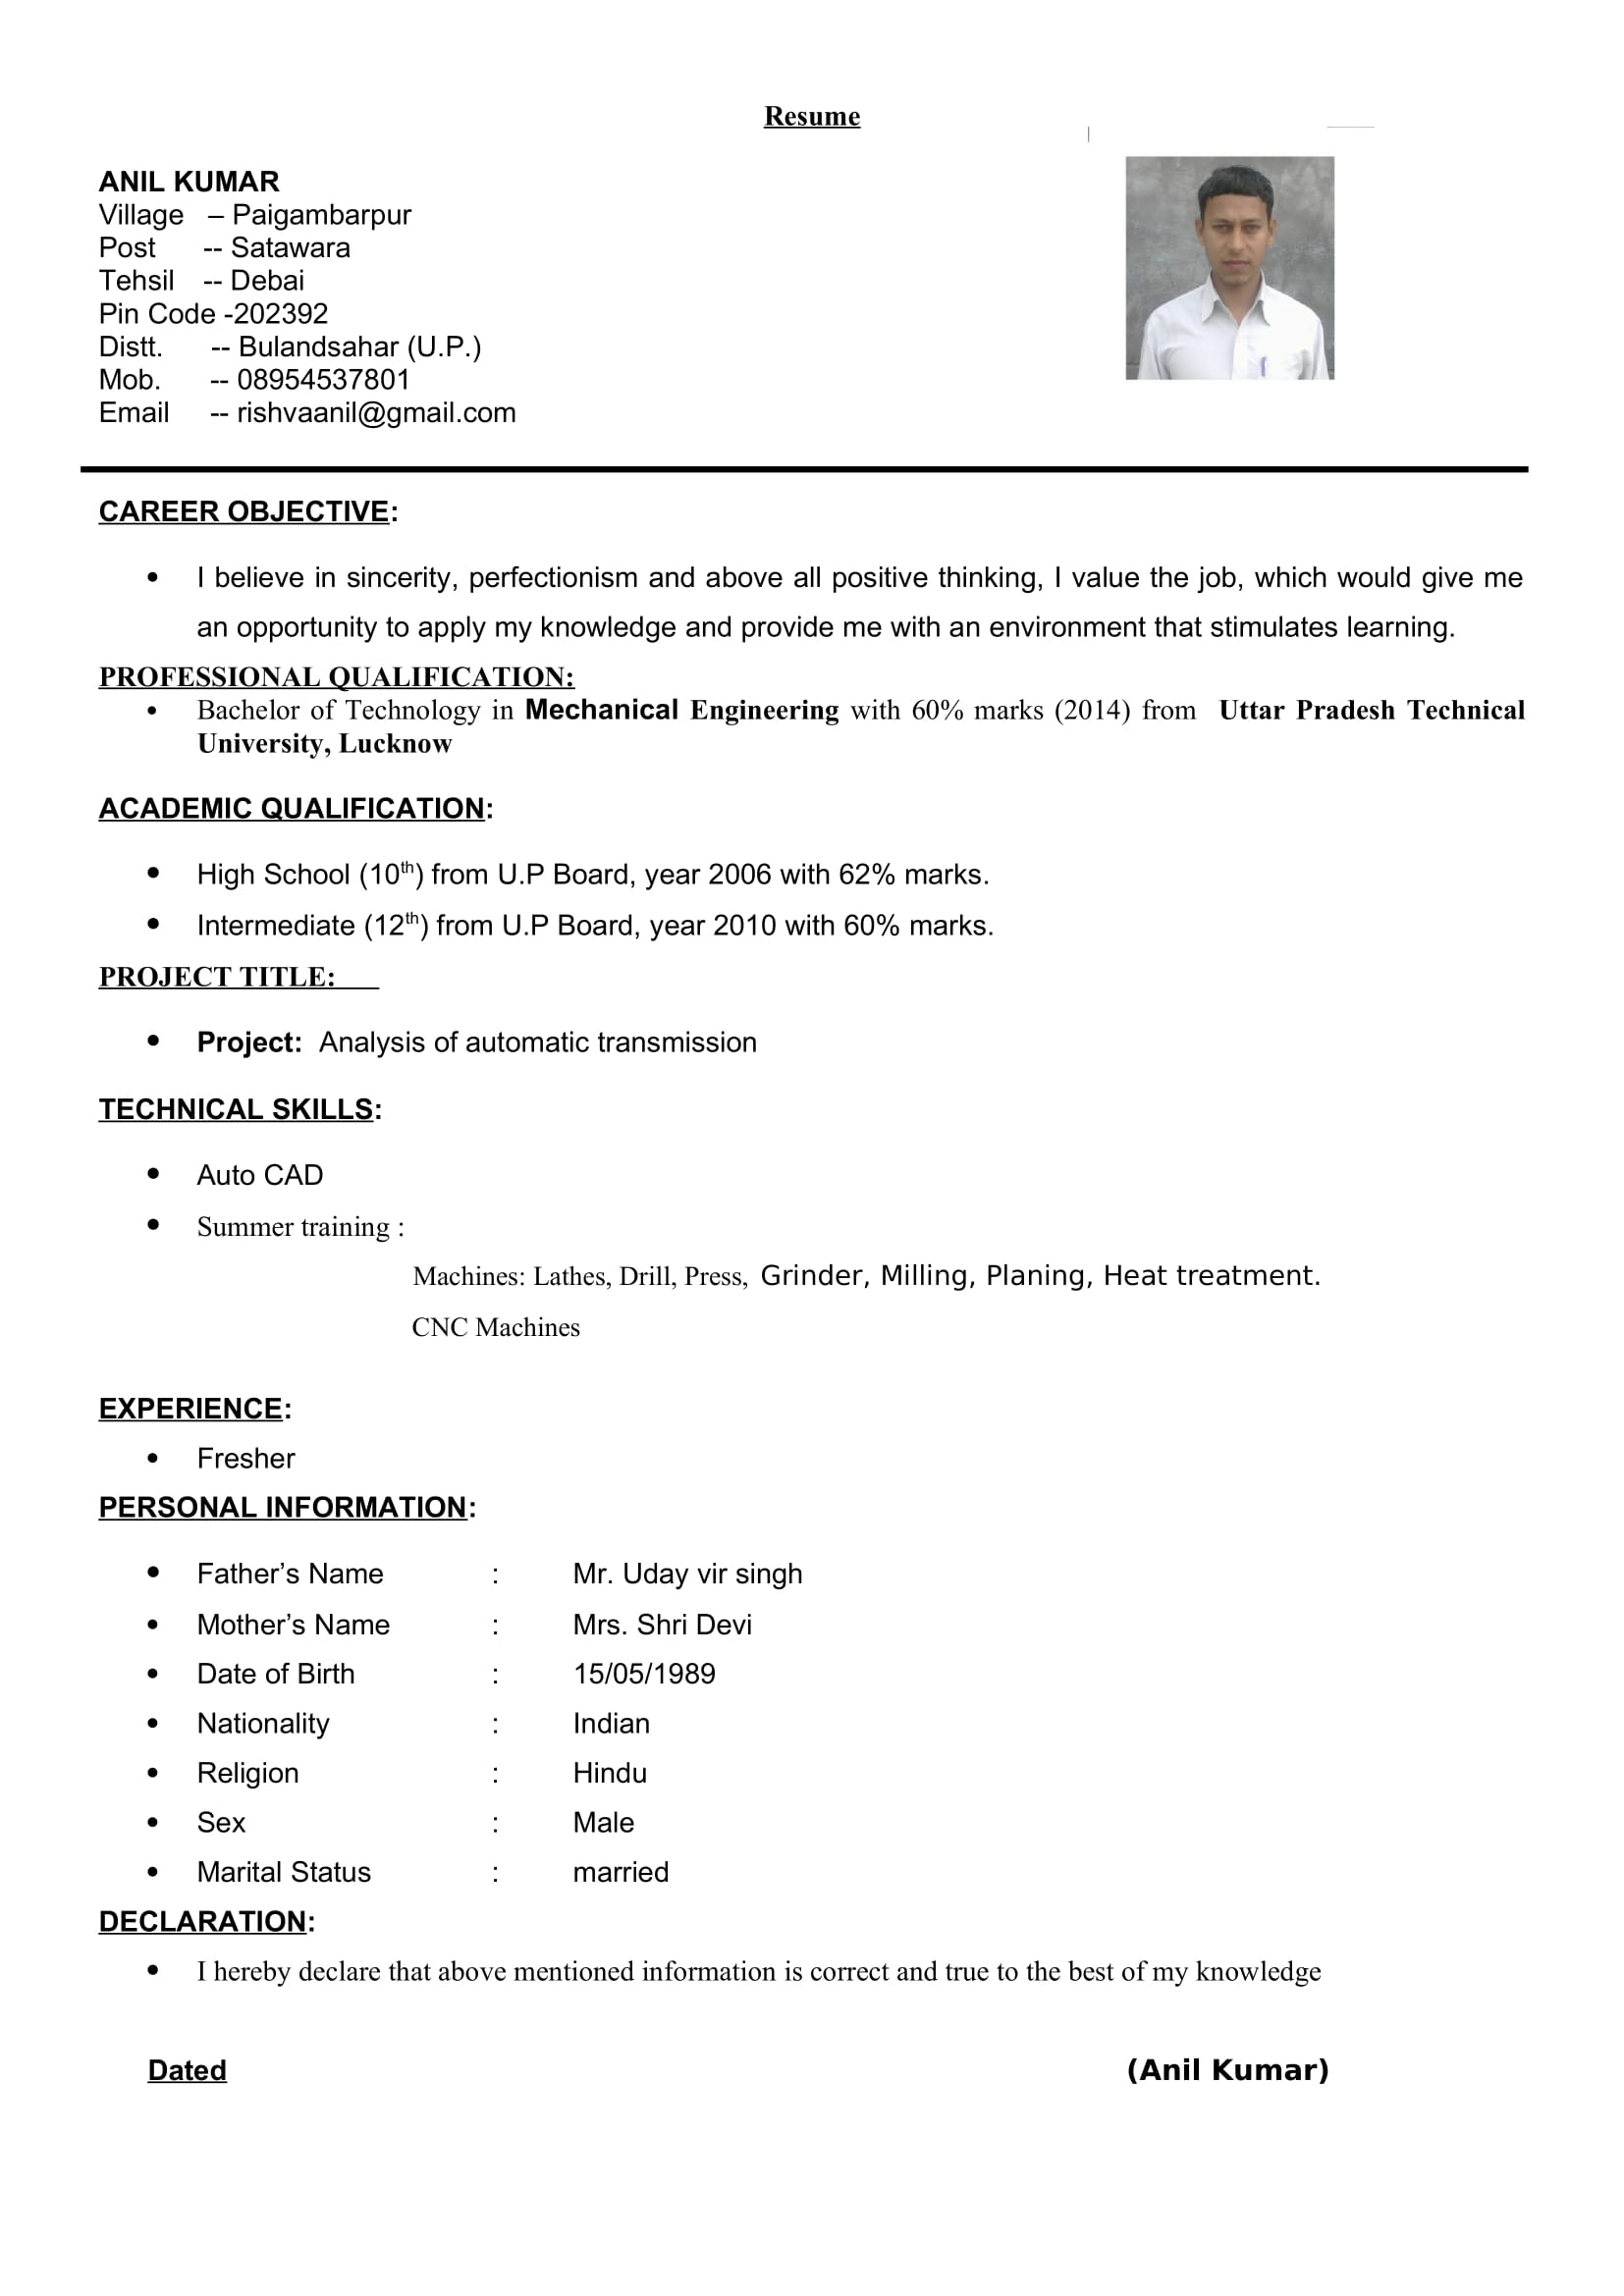 Resume
ANIL KUMAR
Village – Paigambarpur
Post -- Satawara
Tehsil -- Debai
Pin Code -202392
Distt. -- Bulandsahar (U.P.)
Mob. -- 08954537801
Email -- rishvaanil@gmail.com
CAREER OBJECTIVE:
• I believe in sincerity, perfectionism and above all positive thinking, I value the job, which would give me
an opportunity to apply my knowledge and provide me with an environment that stimulates learning.
PROFESSIONAL QUALIFICATION:
• Bachelor of Technology in Mechanical Engineering with 60% marks (2014) from Uttar Pradesh Technical
University, Lucknow
ACADEMIC QUALIFICATION:
• High School (10th) from U.P Board, year 2006 with 62% marks.
• Intermediate (12th) from U.P Board, year 2010 with 60% marks.
PROJECT TITLE:
• Project: Analysis of automatic transmission
TECHNICAL SKILLS:
• Auto CAD
• Summer training :
Machines: Lathes, Drill, Press, Grinder, Milling, Planing, Heat treatment.
CNC Machines
EXPERIENCE:
• Fresher
PERSONAL INFORMATION:
• Father’s Name : Mr. Uday vir singh
• Mother’s Name : Mrs. Shri Devi
• Date of Birth : 15/05/1989
• Nationality : Indian
• Religion : Hindu
• Sex : Male
• Marital Status : married
DECLARATION:
• I hereby declare that above mentioned information is correct and true to the best of my knowledge
Dated (Anil Kumar)